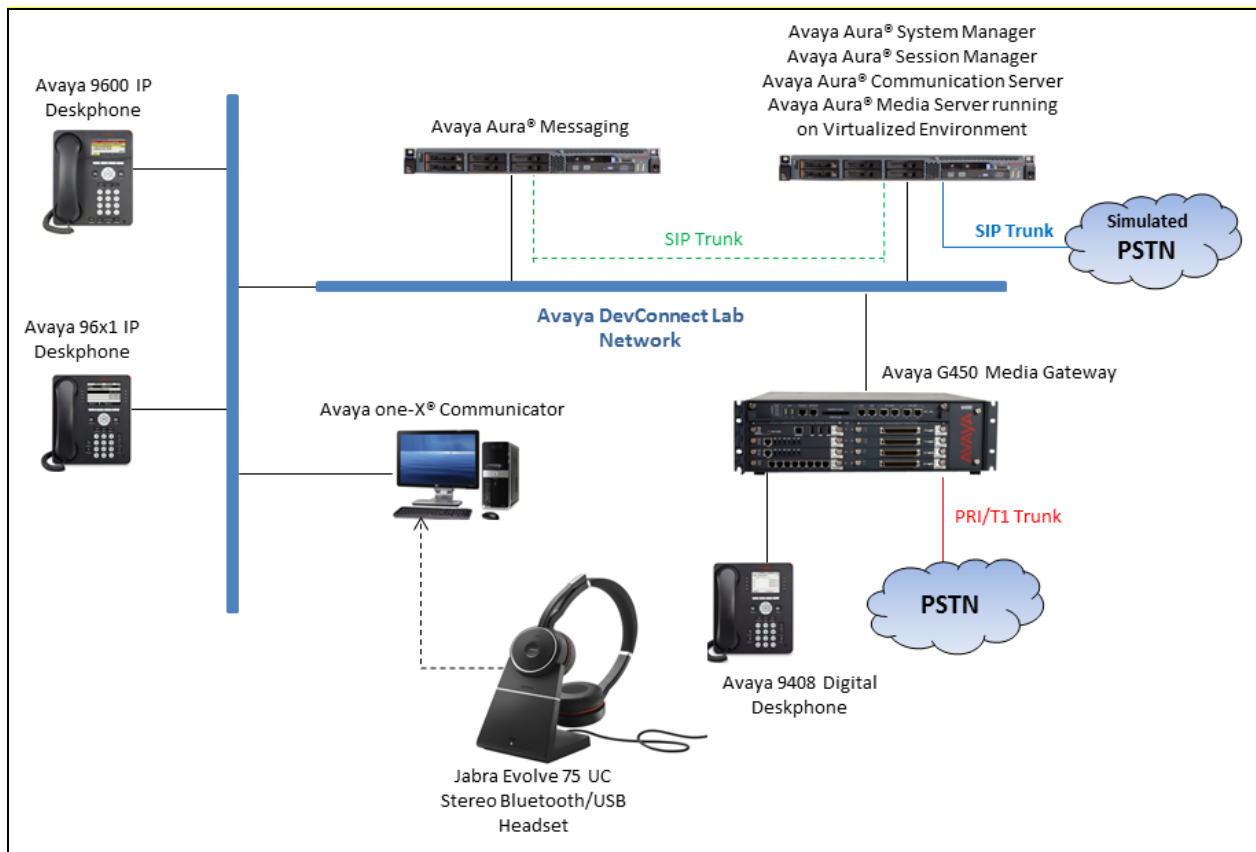 Avaya Aura® System Manager
Avaya Aura® Session Manager
Avaya Aura® Communication Server
Avaya Aura® Media Server running
on Virtualized Environment
Avaya 9600 IP
Deskphone
Avaya Aura® Messaging
SIP Trunk
SIP Trunk
Simulated
PSTN
Avaya DevConnect Lab
Network
Avaya 96x1 IP
Deskphone
Avaya one-X® Communicator
Avaya G450 Media Gateway
AVAYA
PRI/T1 Trunk
PSTN
Avaya 9408 Digital
Deskphone
Jabra Evolve 75 UC
Stereo Bluetooth/USB
Headset